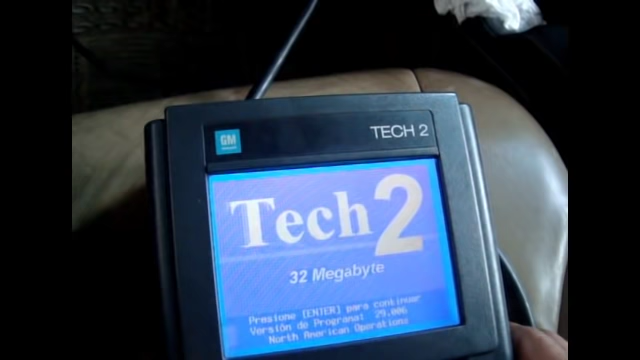 GM
TECH 2
Tech 2
32 Megabyte
Presione [ENTER] para continuar
Versión de Programa: 29.006
North American Operations